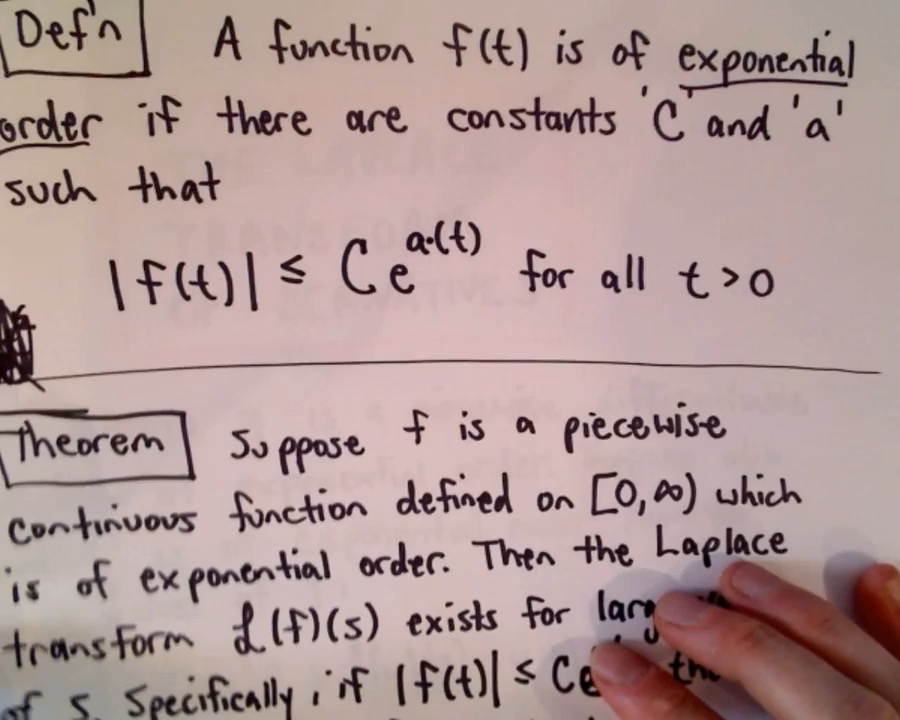 Def'n A function f(t) is of exponential
order if there are constants 'C' and 'a'
such that
|f(t)| ≤ Ce^{a·(t)} for all t > 0
Theorem Suppose f is a piecewise
continuous function defined on [0, ∞) which
is of exponential order. Then the Laplace
transform ℒ(f)(s) exists for
of s. Specifically, if |f(t)| ≤ Ce